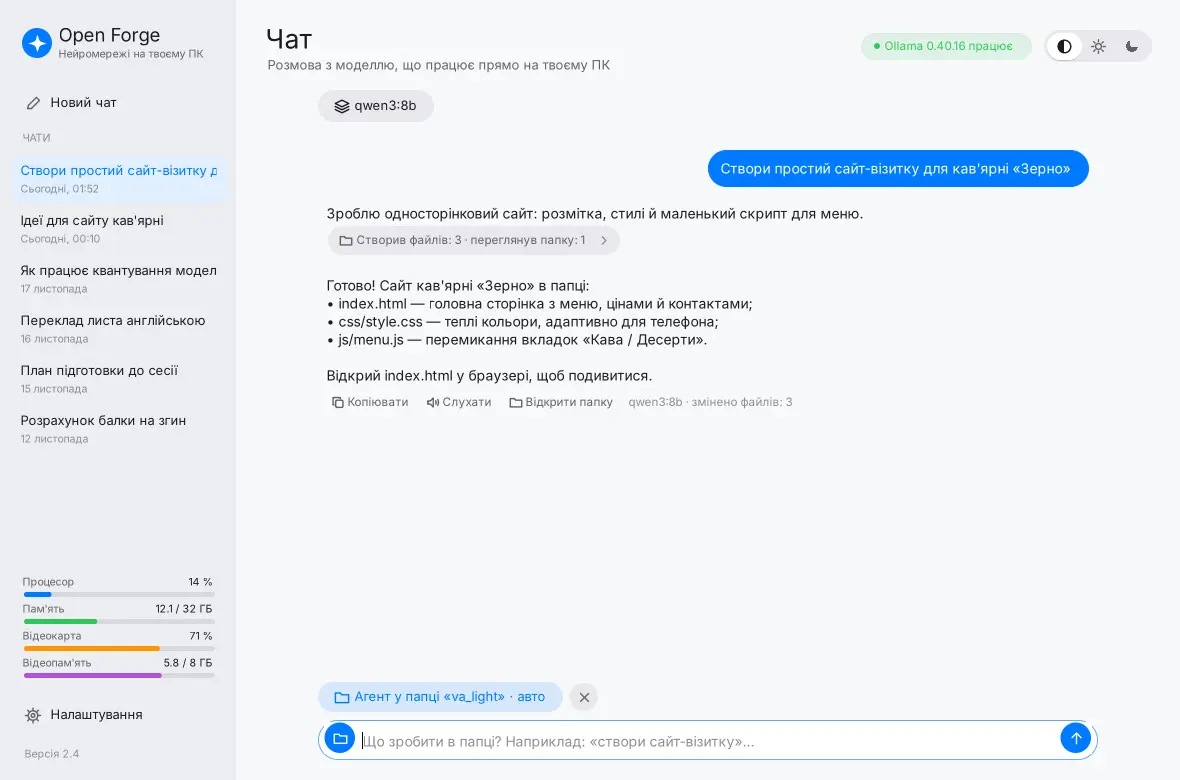 Open Forge
Нейромережі на твоєму ПК
Новий чат
ЧАТИ
Створи простий сайт-візитку д
Сьогодні, 01:52
Ідеї для сайту кав'ярні
Сьогодні, 00:10
Як працює квантування модел
17 листопада
Переклад листа англійською
16 листопада
План підготовки до сесії
15 листопада
Розрахунок балки на згин
12 листопада
Процесор 14 %
Пам'ять 12.1 / 32 ГБ
Відеокарта 71 %
Відеопам'ять 5.8 / 8 ГБ
Налаштування
Версія 2.4
Чат
Розмова з моделлю, що працює прямо на твоєму ПК
Ollama 0.40.16 працює
qwen3:8b
Створи простий сайт-візитку для кав'ярні «Зерно»
Зроблю односторінковий сайт: розмітка, стилі й маленький скрипт для меню.
Створив файлів: 3 · переглянув папку: 1
Готово! Сайт кав'ярні «Зерно» в папці:
• index.html — головна сторінка з меню, цінами й контактами;
• css/style.css — теплі кольори, адаптивно для телефона;
• js/menu.js — перемикання вкладок «Кава / Десерти».
Відкрий index.html у браузері, щоб подивитися.
Копіювати Слухати Відкрити папку qwen3:8b · змінено файлів: 3
Агент у папці «va_light» · авто
Що зробити в папці? Наприклад: «створи сайт-візитку»...